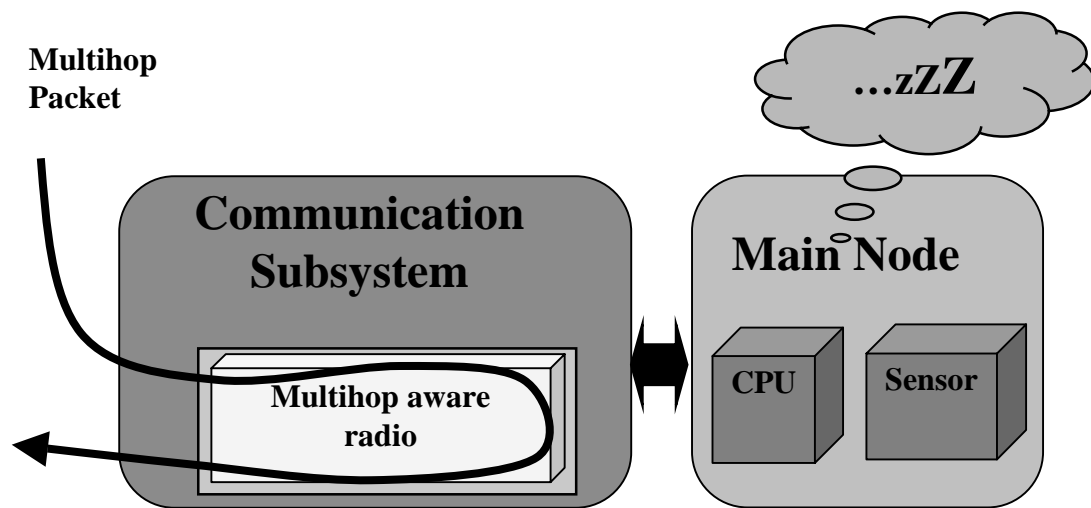 Multihop
Packet
...zZZ
Communication
Subsystem
Main Node
CPU
Sensor
Multihop aware
radio